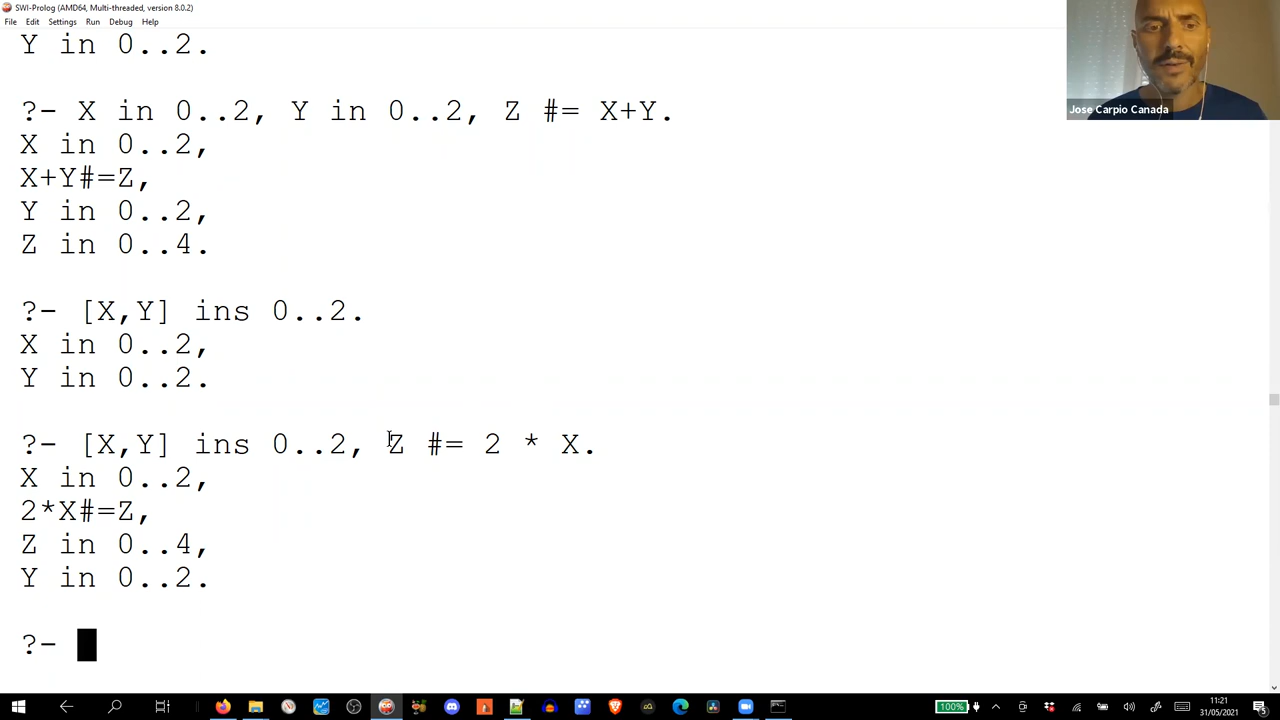 SWI-Prolog (AMD64, Multi-threaded, version 8.0.2)
File Edit Settings Run Debug Help
Y in 0..2.
?- X in 0..2, Y in 0..2, Z #= X+Y.
X in 0..2,
X+Y#=Z,
Y in 0..2,
Z in 0..4.
?- [X,Y] ins 0..2.
X in 0..2,
Y in 0..2.
?- [X,Y] ins 0..2, Z #= 2 * X.
X in 0..2,
2*X#=Z,
Z in 0..4,
Y in 0..2.
?-
Jose Carpio Canada
100%
11:21
31/05/2021